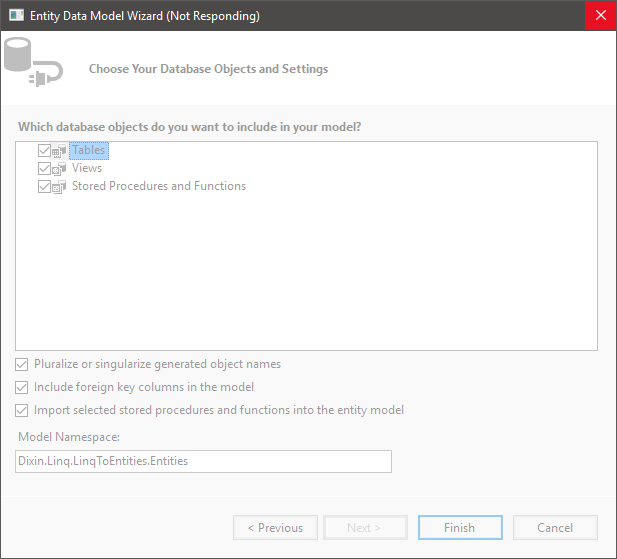 Entity Data Model Wizard (Not Responding)
Choose Your Database Objects and Settings
Which database objects do you want to include in your model?
Tables
Views
Stored Procedures and Functions
Pluralize or singularize generated object names
Include foreign key columns in the model
Import selected stored procedures and functions into the entity model
Model Namespace:
Dixin.Linq.LinqToEntities.Entities
< Previous
Next >
Finish
Cancel